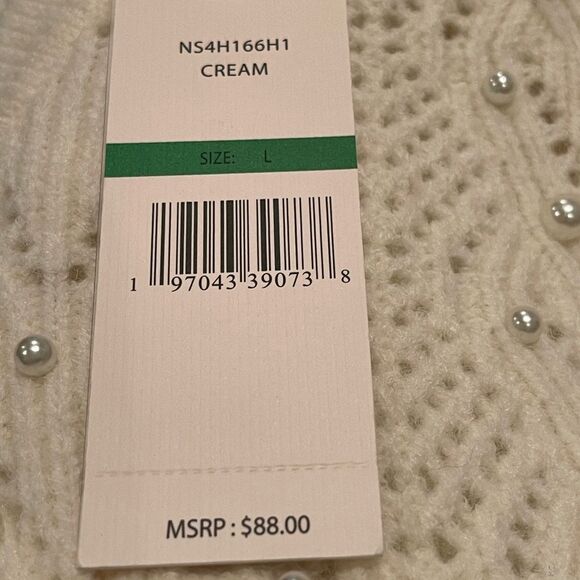 NS4H166H1
CREAM
SIZE: L
1 97043 39073 8
MSRP : $88.00